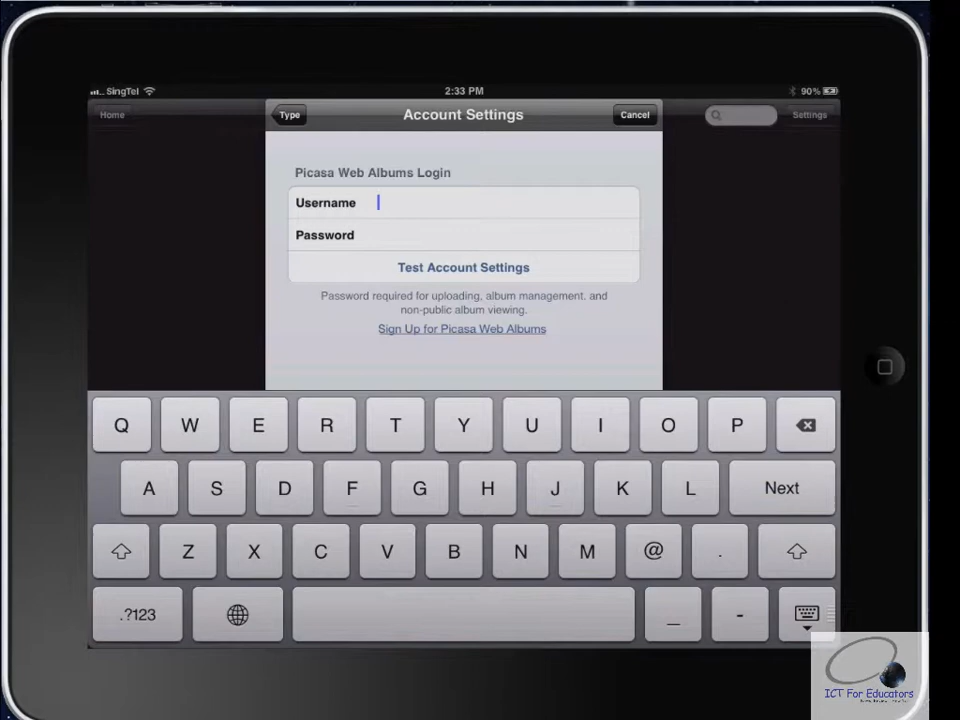 SingTel 2:33 PM 90%
Home Type Account Settings Cancel Settings
Picasa Web Albums Login
Username
Password
Test Account Settings
Password required for uploading, album management, and
non-public album viewing.
Sign Up for Picasa Web Albums
Q W E R T Y U I O P
A S D F G H J K L Next
Z X C V B N M @ .
.?123 _ -
ICT For Educators